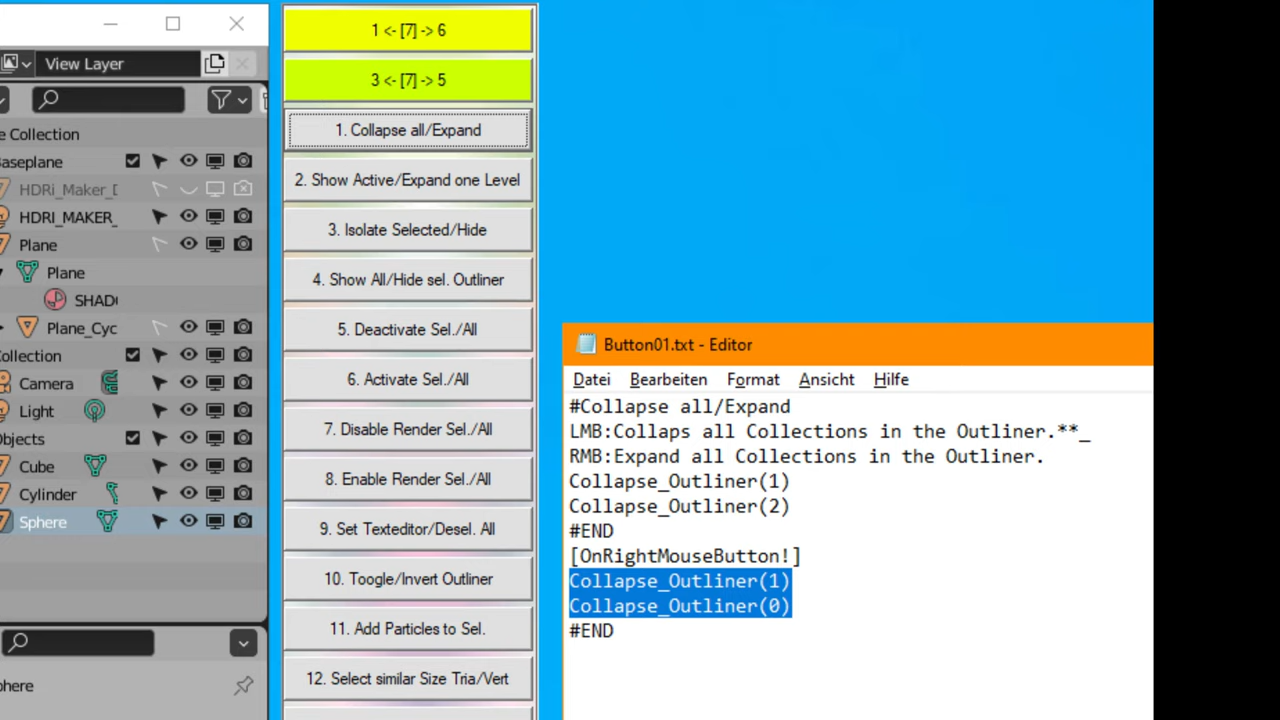 View Layer
e Collection
Baseplane
HDRi_Maker_D
HDRI_MAKER_
Plane
Plane
SHAD
Plane_Cyc
Collection
Camera
Light
Objects
Cube
Cylinder
Sphere
phere
1 <- [7] -> 6
3 <- [7] -> 5
1. Collapse all/Expand
2. Show Active/Expand one Level
3. Isolate Selected/Hide
4. Show All/Hide sel. Outliner
5. Deactivate Sel./All
6. Activate Sel./All
7. Disable Render Sel./All
8. Enable Render Sel./All
9. Set Texteditor/Desel. All
10. Toogle/Invert Outliner
11. Add Particles to Sel.
12. Select similar Size Tria/Vert
Button01.txt - Editor
Datei Bearbeiten Format Ansicht Hilfe
#Collapse all/Expand
LMB:Collaps all Collections in the Outliner.**_
RMB:Expand all Collections in the Outliner.
Collapse_Outliner(1)
Collapse_Outliner(2)
#END
[OnRightMouseButton!]
Collapse_Outliner(1)
Collapse_Outliner(0)
#END